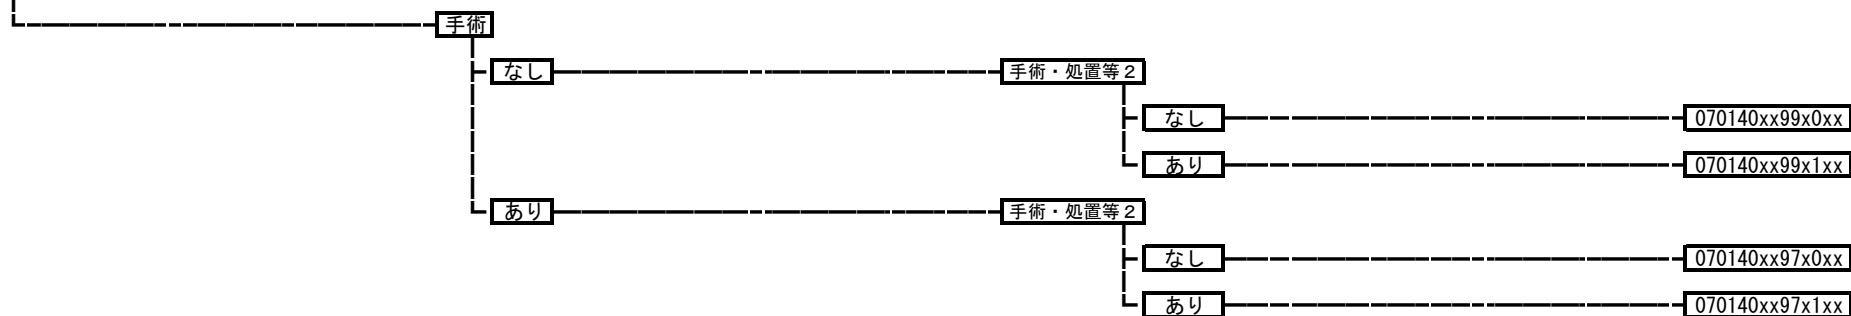 手術
なし 手術・処置等2
なし 070140xx99x0xx
あり 070140xx99x1xx
あり 手術・処置等2
なし 070140xx97x0xx
あり 070140xx97x1xx